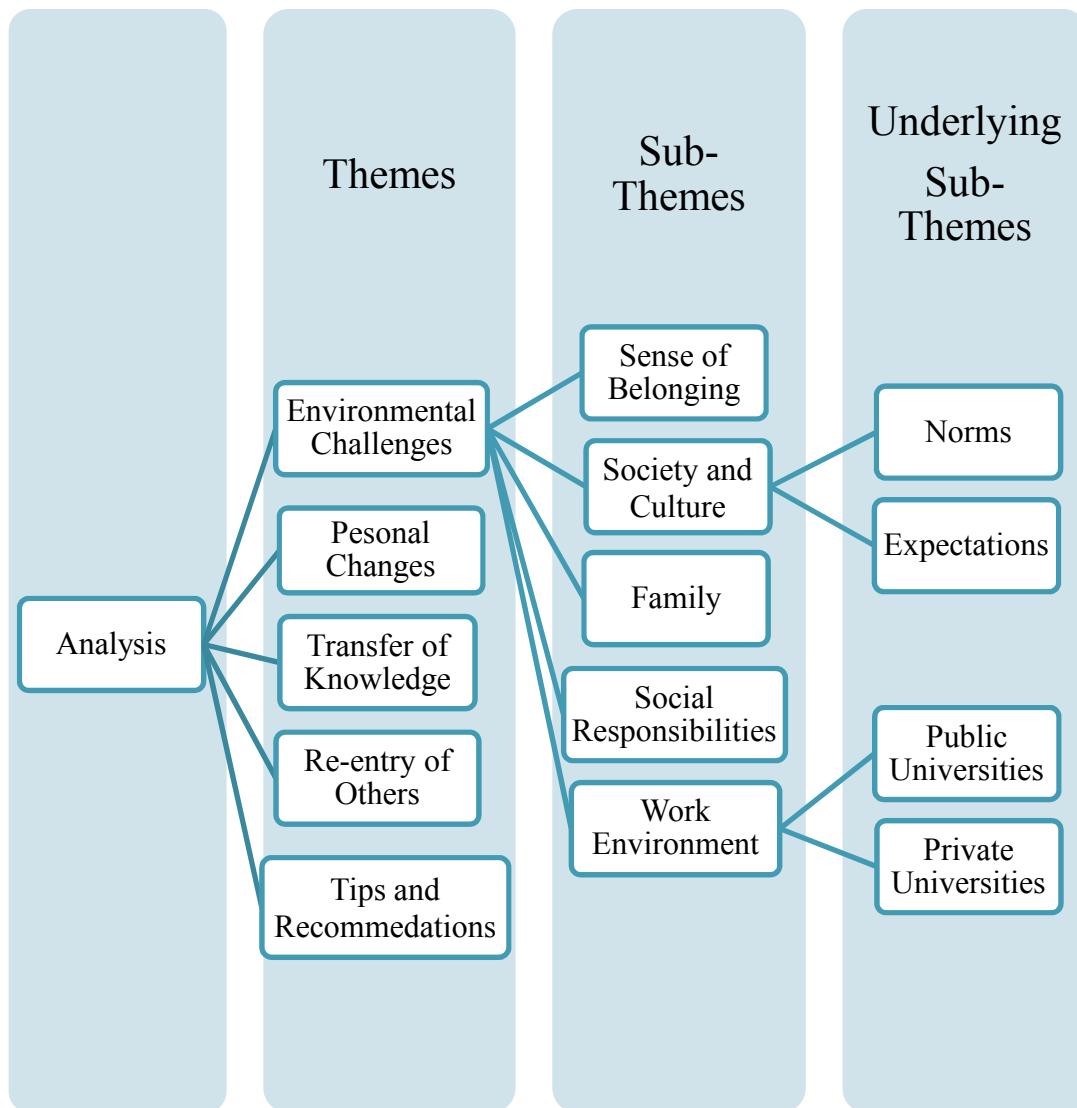 Themes
Sub-
Themes
Underlying
Sub-
Themes
Analysis
Environmental
Challenges
Pesonal
Changes
Transfer of
Knowledge
Re-entry of
Others
Tips and
Recommedations
Sense of
Belonging
Society and
Culture
Family
Social
Responsibilities
Work
Environment
Norms
Expectations
Public
Universities
Private
Universities